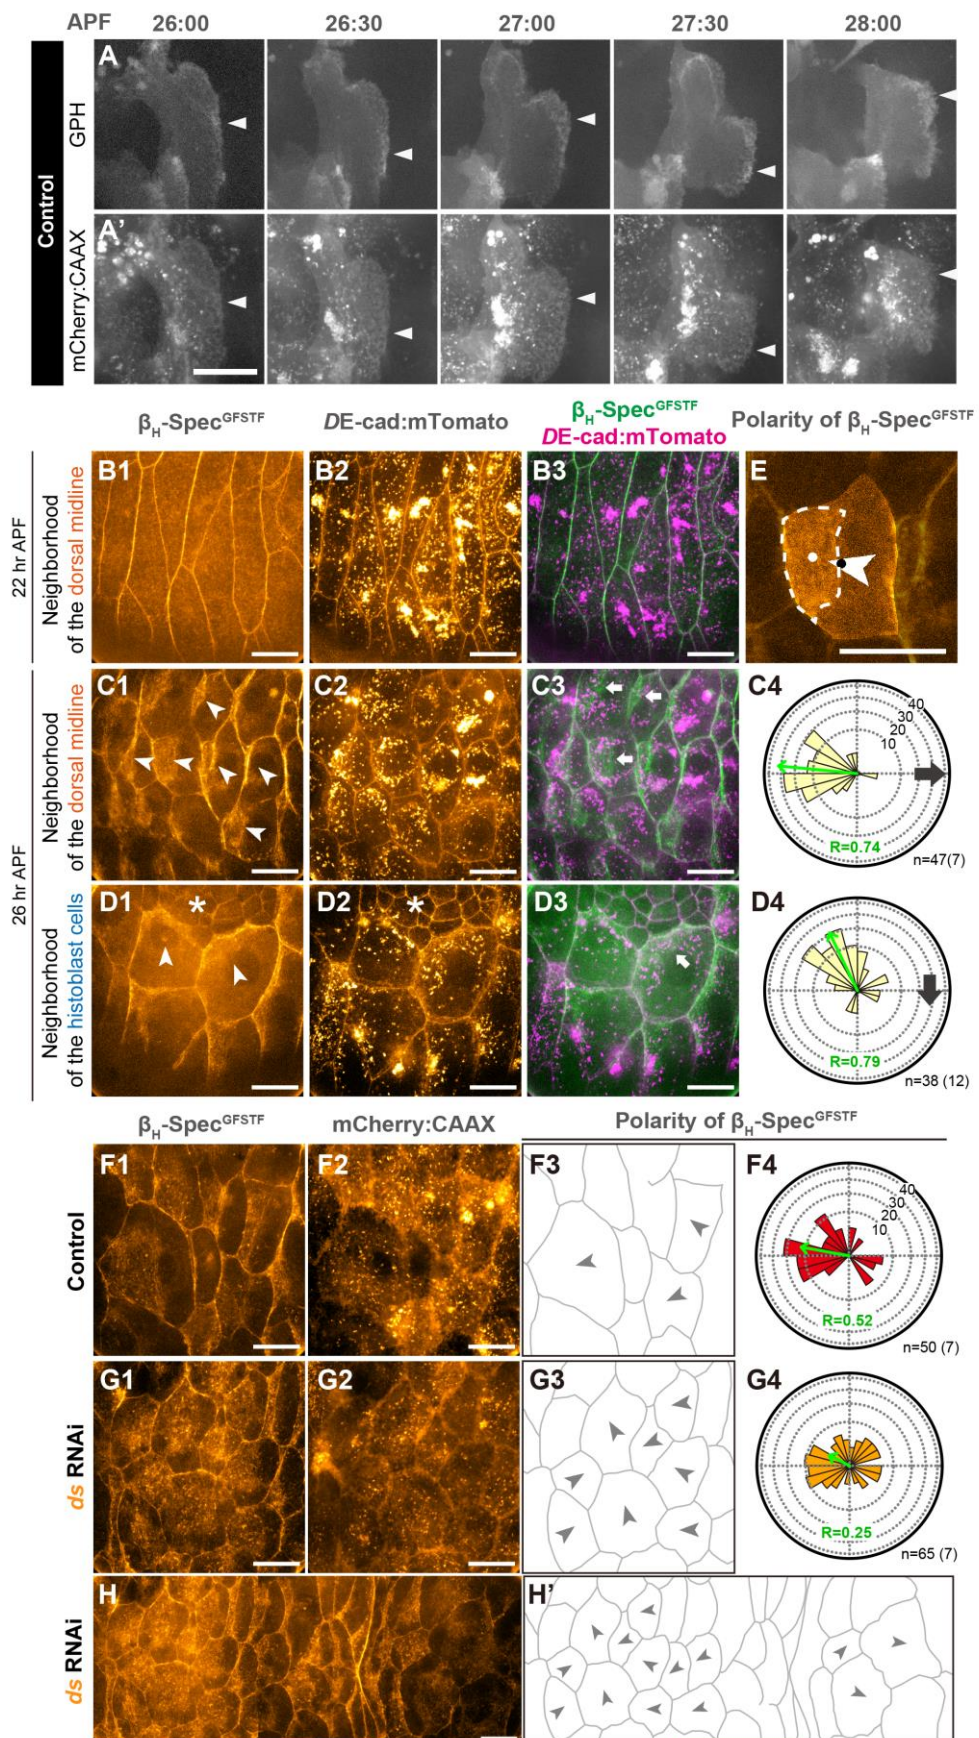 APF 26:00 26:30 27:00 27:30 28:00
Control
GPH
A
mCherry:CAAX
A'
βH-SpecGFSTF DE-cad:mTomato βH-SpecGFSTF Polarity of βH-SpecGFSTF
DE-cad:mTomato
22 hr APF
Neighborhood
of the dorsal midline
B1 B2 B3 E
26 hr APF
Neighborhood
of the dorsal midline
C1 C2 C3 C4
40
30
20
10
R=0.74
n=47(7)
Neighborhood
of the histoblast cells
D1 D2 D3 D4
* *
R=0.79
n=38 (12)
βH-SpecGFSTF mCherry:CAAX Polarity of βH-SpecGFSTF
Control
F1 F2 F3 F4
40
30
20
10
R=0.52
n=50 (7)
ds RNAi
G1 G2 G3 G4
R=0.25
n=65 (7)
ds RNAi
H H'